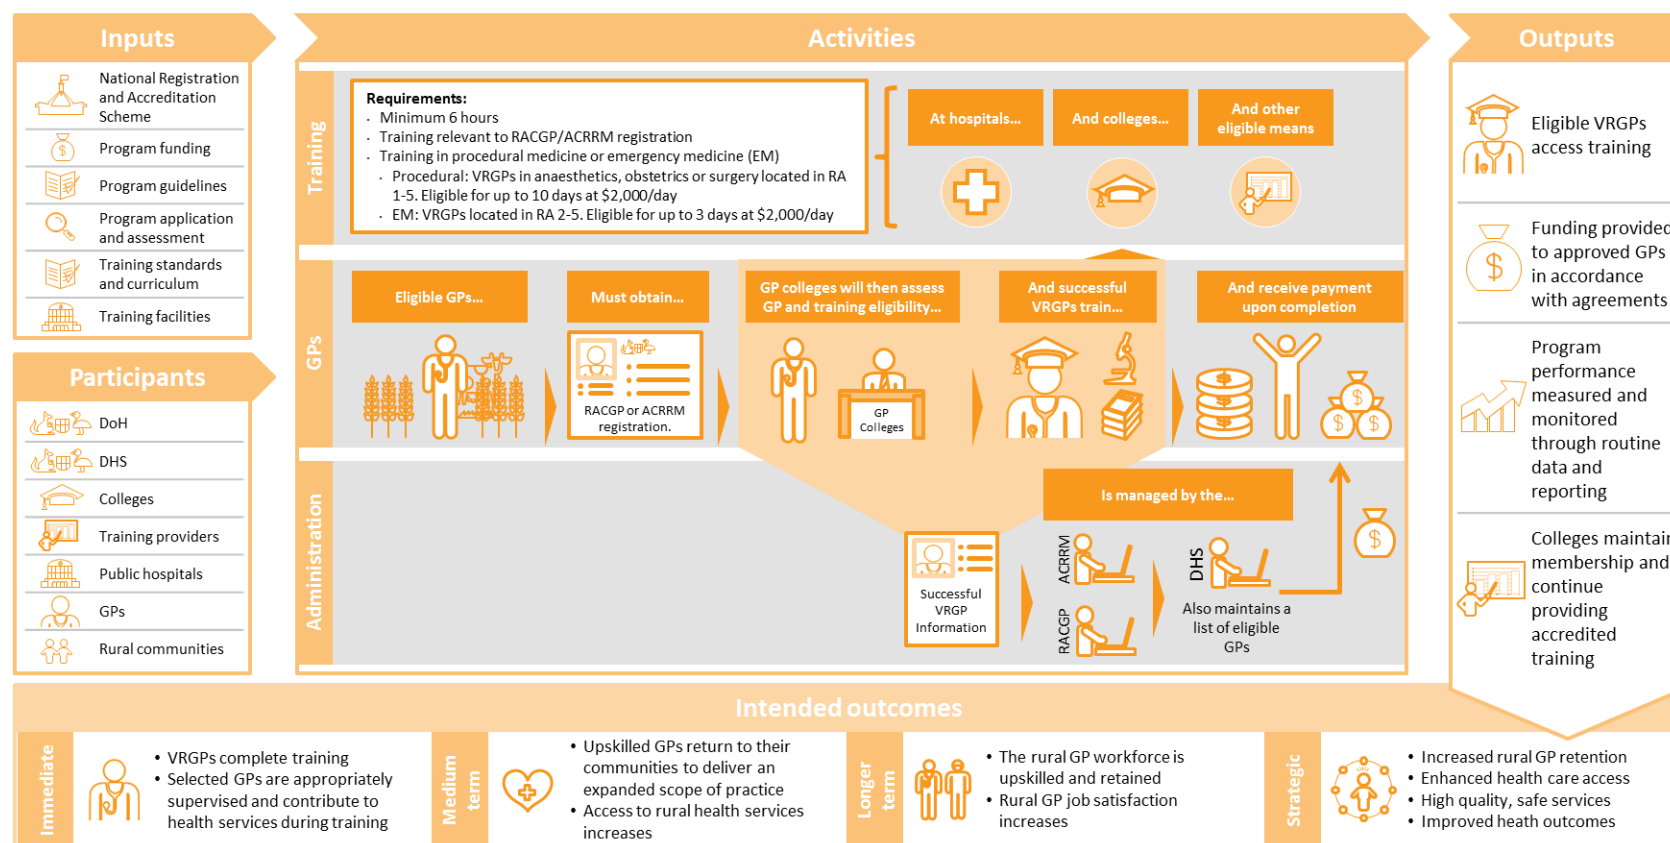 Inputs
National Registration
and Accreditation
Scheme
Program funding
Program guidelines
Program application
and assessment
Training standards
and curriculum
Training facilities
Participants
DoH
DHS
Colleges
Training providers
Public hospitals
GPs
Rural communities
Activities
Training
Requirements:
· Minimum 6 hours
· Training relevant to RACGP/ACRRM registration
· Training in procedural medicine or emergency medicine (EM)
· Procedural: VRGPs in anaesthetics, obstetrics or surgery located in RA
1-5. Eligible for up to 10 days at $2,000/day
· EM: VRGPs located in RA 2-5. Eligible for up to 3 days at $2,000/day
At hospitals...
And colleges...
And other
eligible means
GPs
Eligible GPs...
Must obtain...
RACGP or ACRRM
registration.
GP colleges will then assess
GP and training eligibility...
GP
Colleges
And successful
VRGPs train...
And receive payment
upon completion
Administration
Successful
VRGP
Information
Is managed by the...
ACRRM
RACGP
DHS
Also maintains a
list of eligible
GPs
Outputs
Eligible VRGPs
access training
Funding provided
to approved GPs
in accordance
with agreements
Program
performance
measured and
monitored
through routine
data and
reporting
Colleges maintain
membership and
continue
providing
accredited
training
Intended outcomes
Immediate
• VRGPs complete training
• Selected GPs are appropriately
supervised and contribute to
health services during training
Medium
term
• Upskilled GPs return to their
communities to deliver an
expanded scope of practice
• Access to rural health services
increases
Longer
term
• The rural GP workforce is
upskilled and retained
• Rural GP job satisfaction
increases
Strategic
• Increased rural GP retention
• Enhanced health care access
• High quality, safe services
• Improved heath outcomes